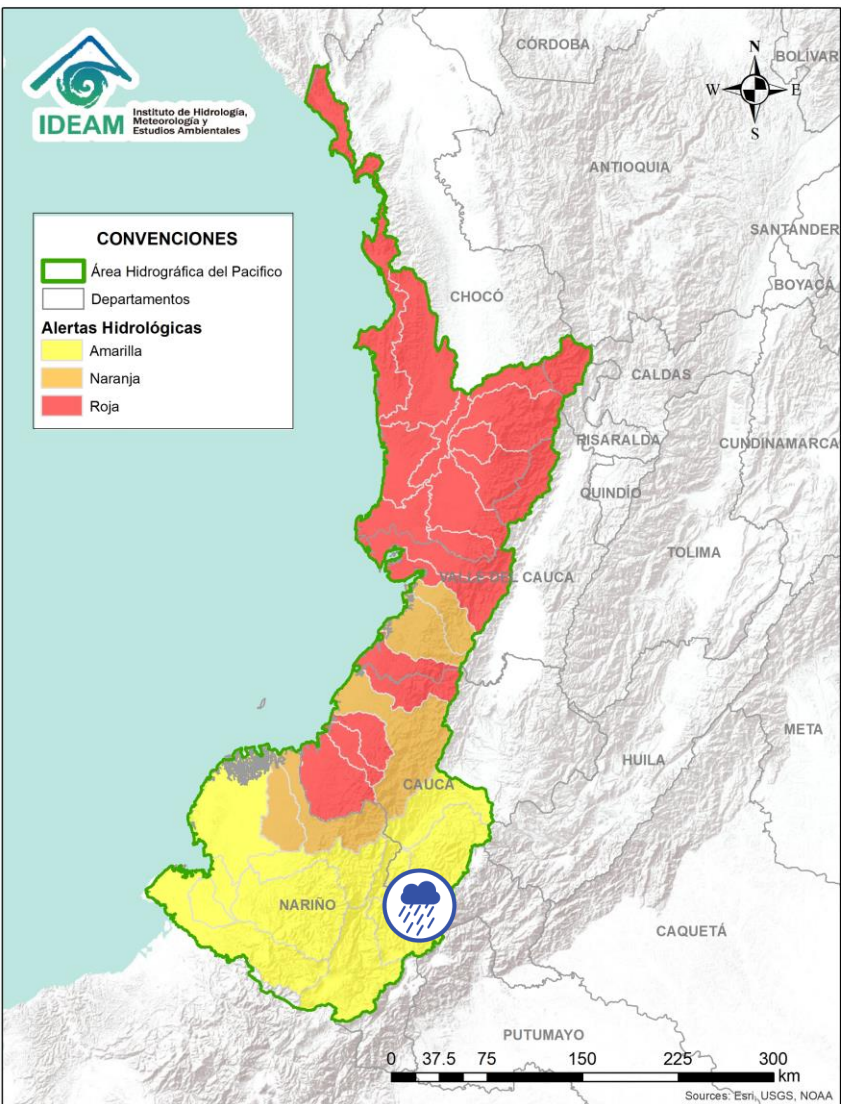 IDEAM
Instituto de Hidrología,
Meteorología y
Estudios Ambientales
CÓRDOBA
BOLÍVAR
N
W
E
S
ANTIOQUIA
SANTANDER
BOYACÁ
CONVENCIONES
Área Hidrográfica del Pacifico
Departamentos
Alertas Hidrológicas
Amarilla
Naranja
Roja
CHOCÓ
CALDAS
RISARALDA
CUNDINAMARCA
QUINDÍO
TOLIMA
VALLE DEL CAUCA
META
HUILA
CAUCA
NARIÑO
CAQUETÁ
PUTUMAYO
0 37.5 75 150 225 300
km
Sources: Esri, USGS, NOAA